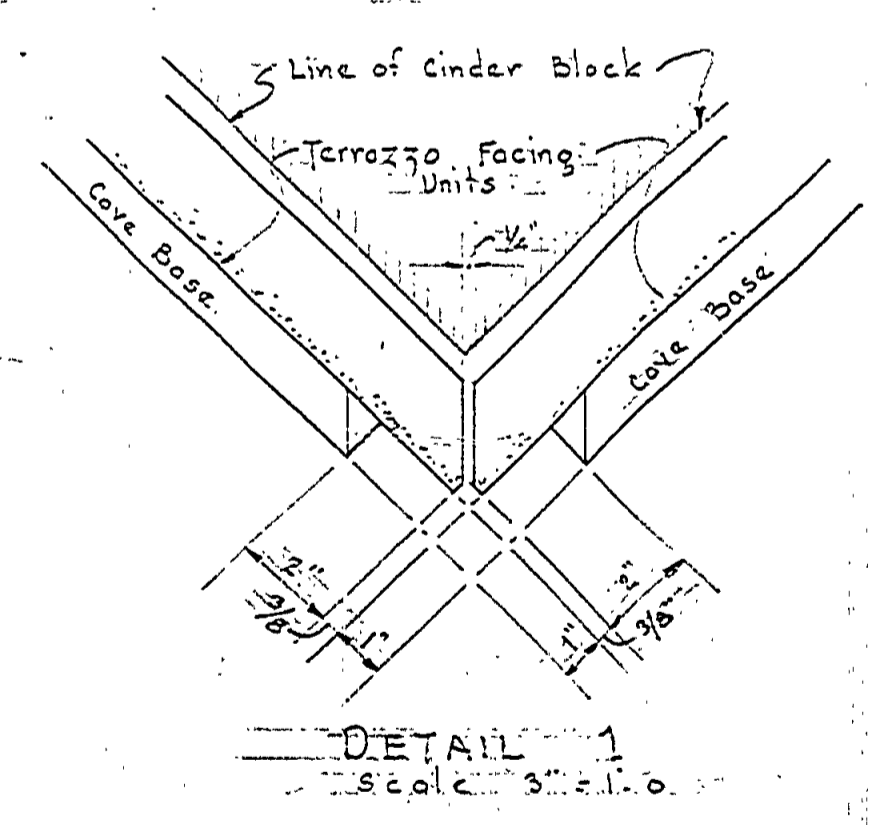 Line of Cinder Block
Terrazzo Facing
Units
1/4"
Cove Base
Cove Base
2"
3/8
1"
2"
3/8"
1"
DETAIL 1
Scale 3" = 1'-0